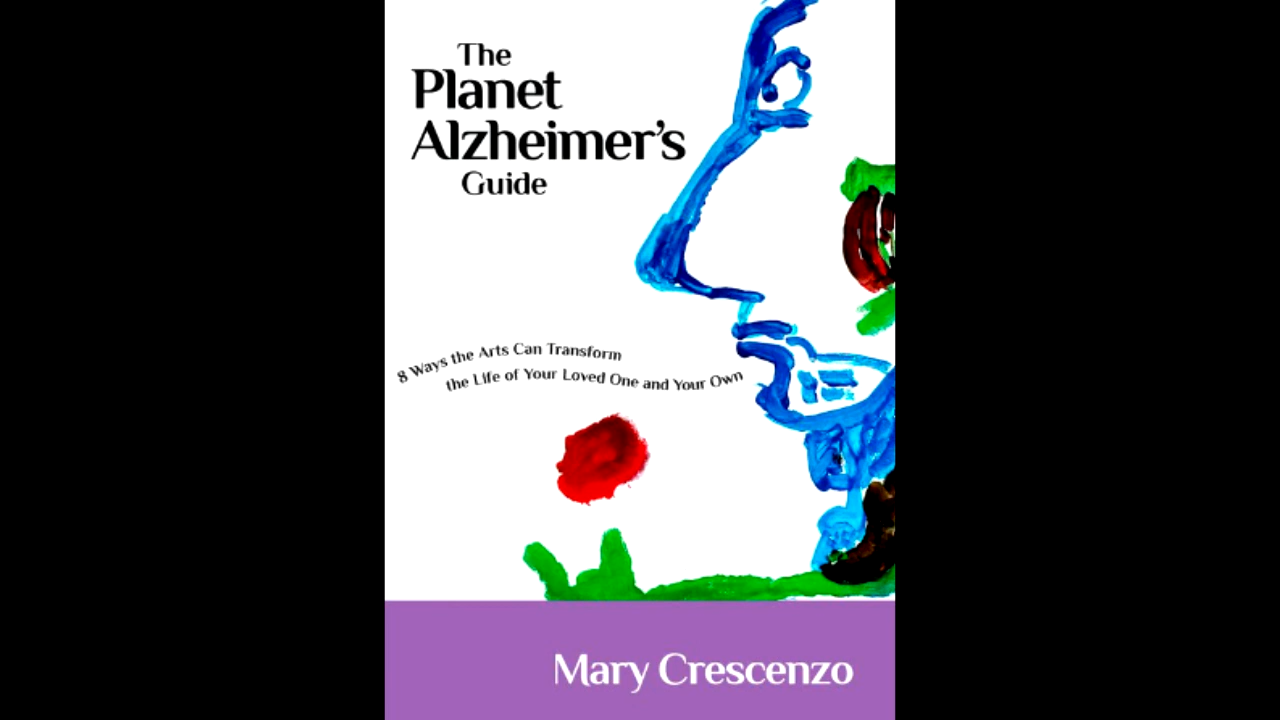 The
Planet
Alzheimer's
Guide
8 Ways the Arts Can Transform
the Life of Your Loved One and Your Own
Mary Crescenzo